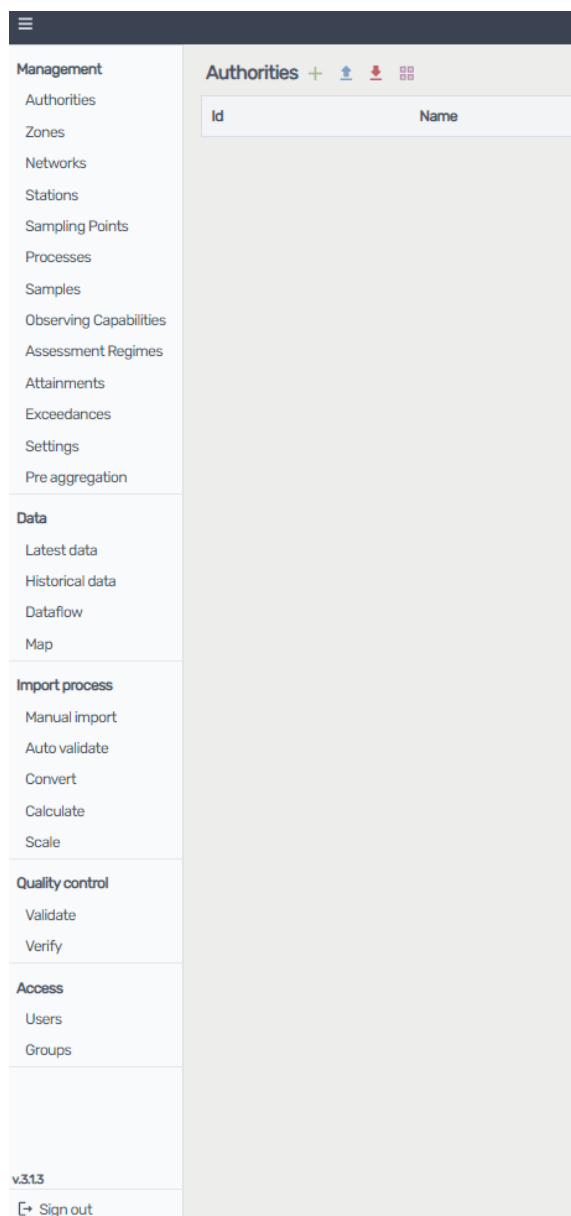 Management
Authorities
Zones
Networks
Stations
Sampling Points
Processes
Samples
Observing Capabilities
Assessment Regimes
Attainments
Exceedances
Settings
Pre aggregation
Data
Latest data
Historical data
Dataflow
Map
Import process
Manual import
Auto validate
Convert
Calculate
Scale
Quality control
Validate
Verify
Access
Users
Groups
v.3.1.3
Sign out
Authorities
Id Name